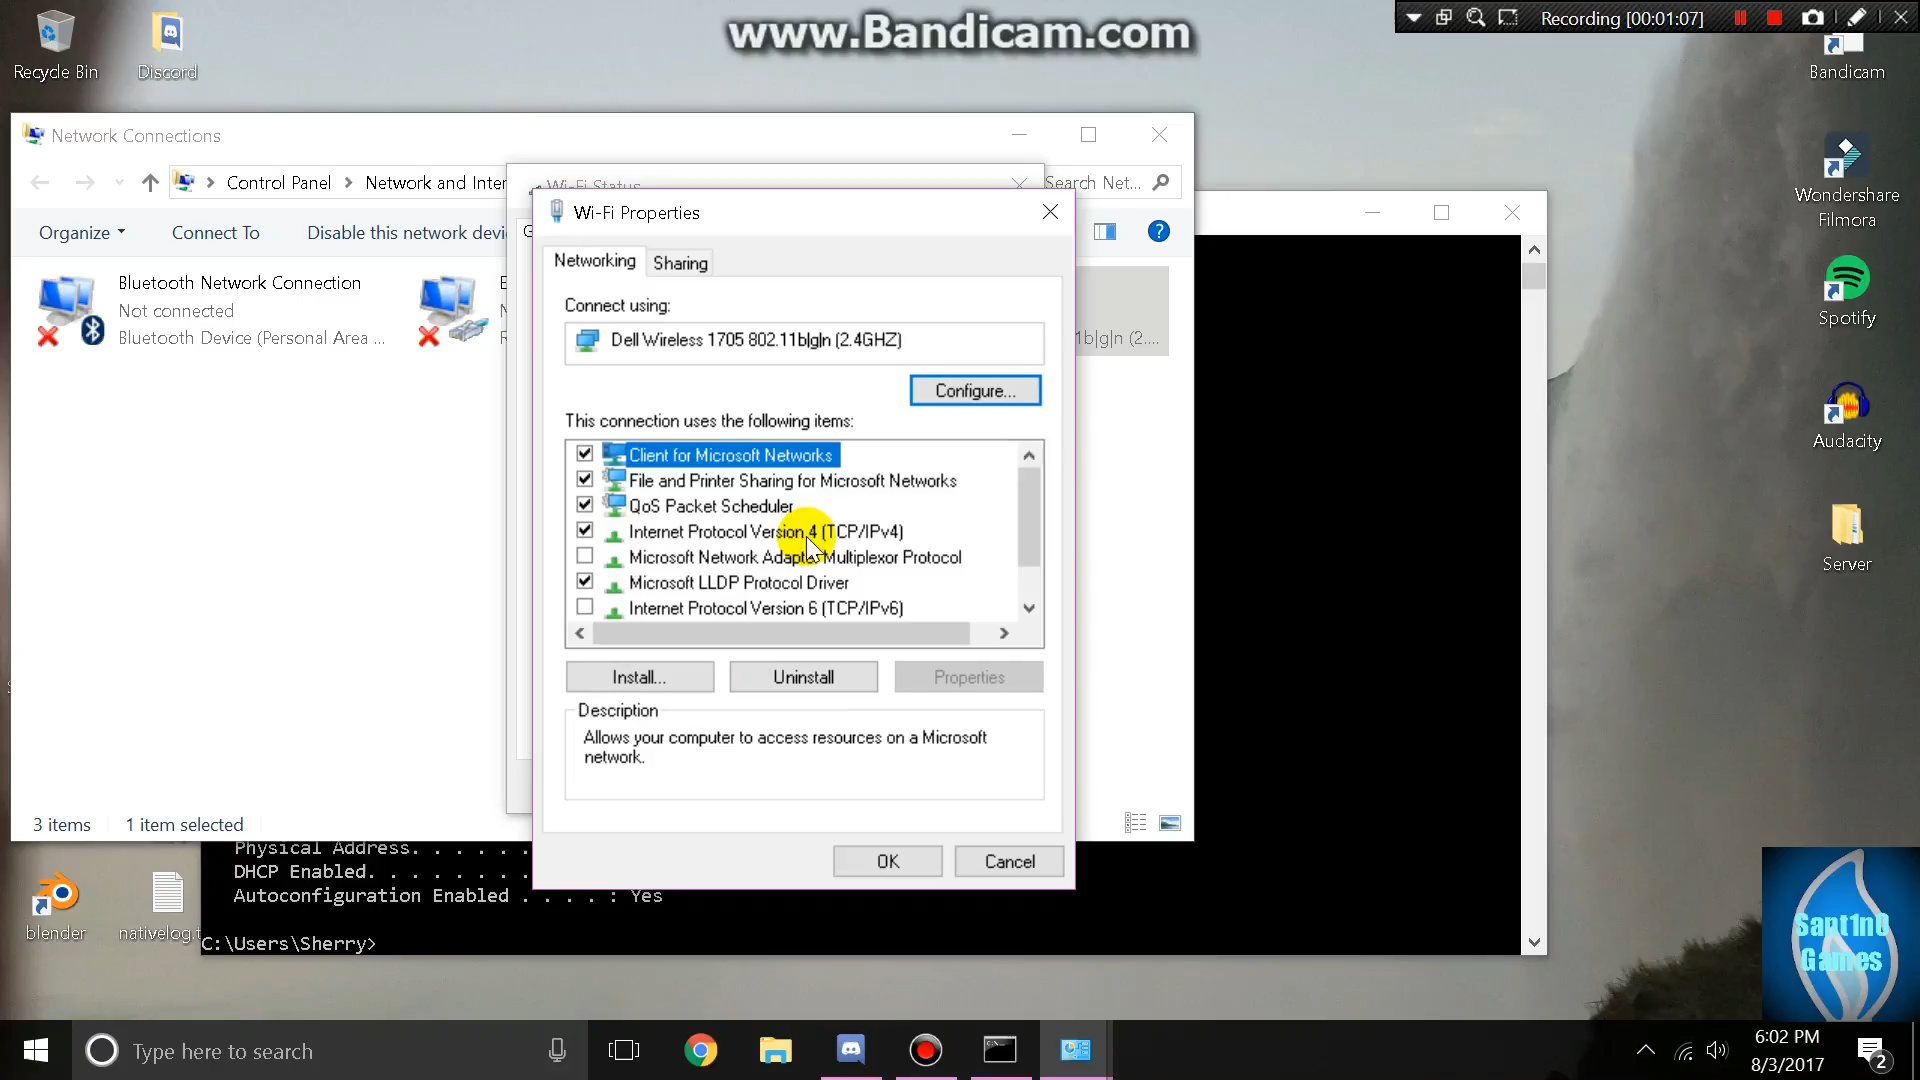 www.Bandicam.com
Recording [00:01:07]
Recycle Bin
Discord
Bandicam
Network Connections
Control Panel
Network and Inter
Wi-Fi Status
Search Net...
Wi-Fi Properties
Wondershare
Filmora
Organize
Connect To
Disable this network devi
Networking
Sharing
Bluetooth Network Connection
Not connected
Bluetooth Device (Personal Area ...
Connect using:
Dell Wireless 1705 802.11b|g|n (2.4GHZ)
1b|g|n (2....
Spotify
Configure...
This connection uses the following items:
Client for Microsoft Networks
File and Printer Sharing for Microsoft Networks
QoS Packet Scheduler
Internet Protocol Version 4 (TCP/IPv4)
Microsoft Network Adapter Multiplexor Protocol
Microsoft LLDP Protocol Driver
Internet Protocol Version 6 (TCP/IPv6)
Audacity
Server
Install...
Uninstall
Properties
Description
Allows your computer to access resources on a Microsoft
network.
3 items
1 item selected
OK
Cancel
Physical Address. . . . . .
DHCP Enabled. . . . . . . .
Autoconfiguration Enabled . . . . : Yes
C:\Users\Sherry>
blender
nativelog.t
Sant1n0
Games
Type here to search
6:02 PM
8/3/2017
2